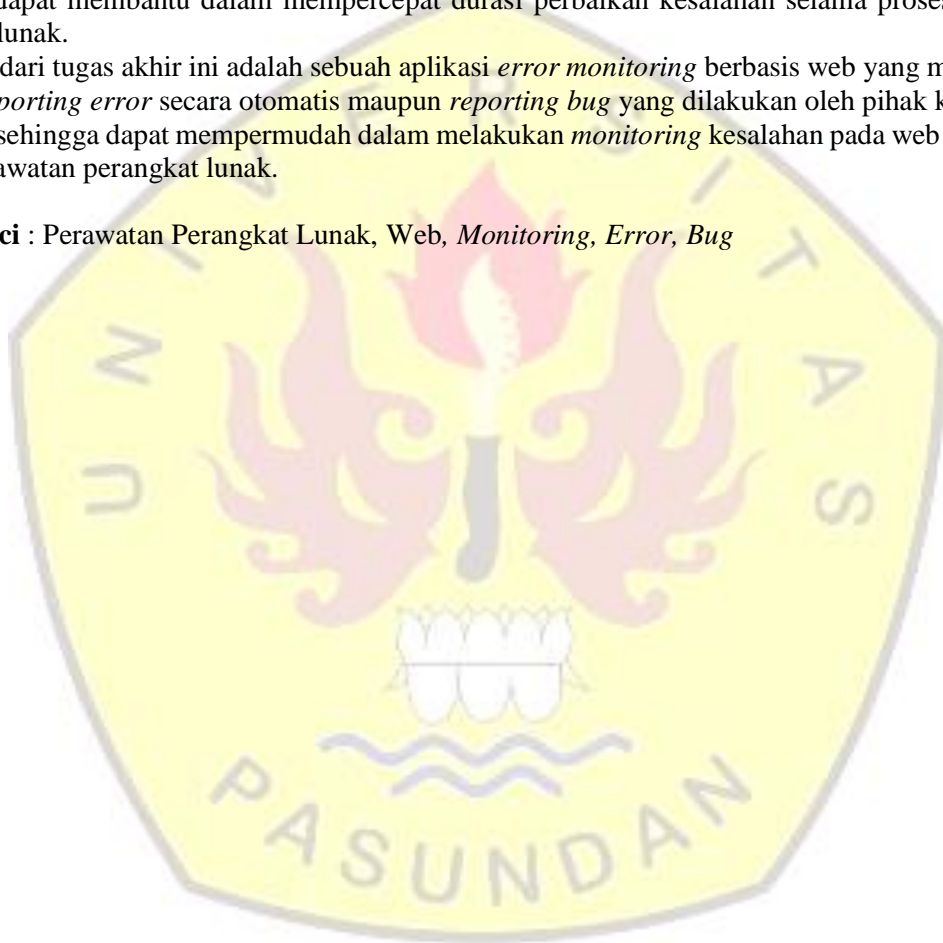 dapat membantu dalam mempercepat durasi perbaikan kesalahan selama
lunak.
dari tugas akhir ini adalah sebuah aplikasi error monitoring berbasis web yang
porting error secara otomatis maupun reporting bug yang dilakukan oleh pihak
sehingga dapat mempermudah dalam melakukan monitoring kesalahan pada web
awatan perangkat lunak.
ci : Perawatan Perangkat Lunak, Web, Monitoring, Error, Bug
UNIVERSITAS
PASUNDAN